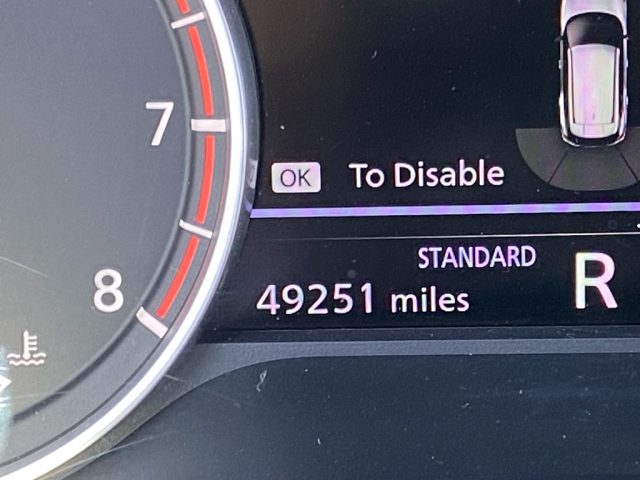 7
OK To Disable
STANDARD
8
49251 miles R